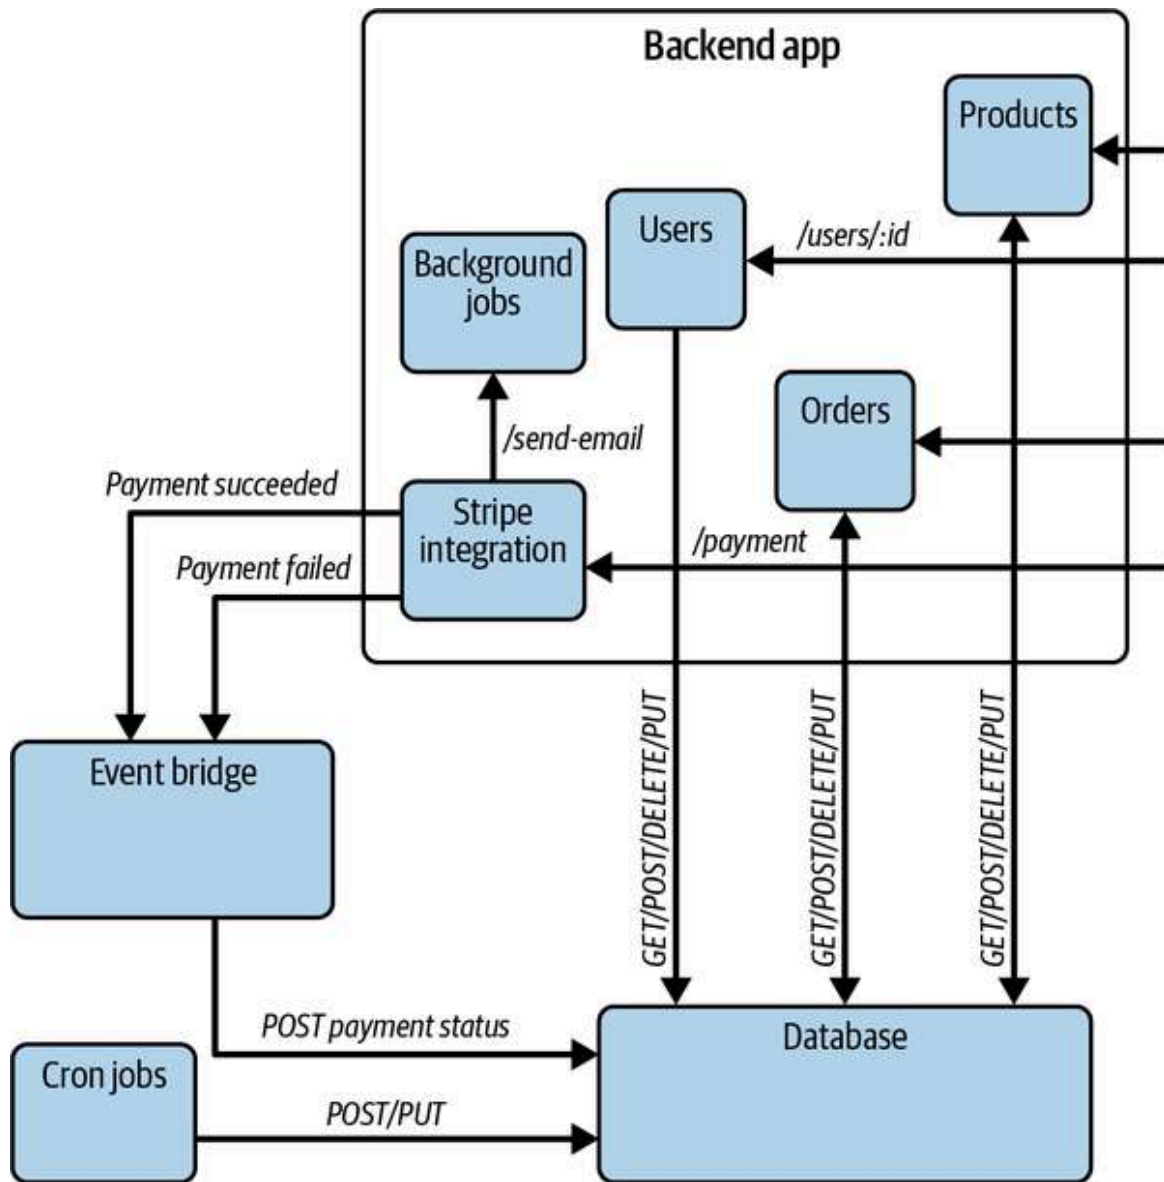 Backend app
Products
Users
/users/:id
Background
jobs
Orders
/send-email
Payment succeeded
Stripe
integration
/payment
Payment failed
GET/POST/DELETE/PUT
GET/POST/DELETE/PUT
GET/POST/DELETE/PUT
Event bridge
POST payment status
Database
Cron jobs
POST/PUT